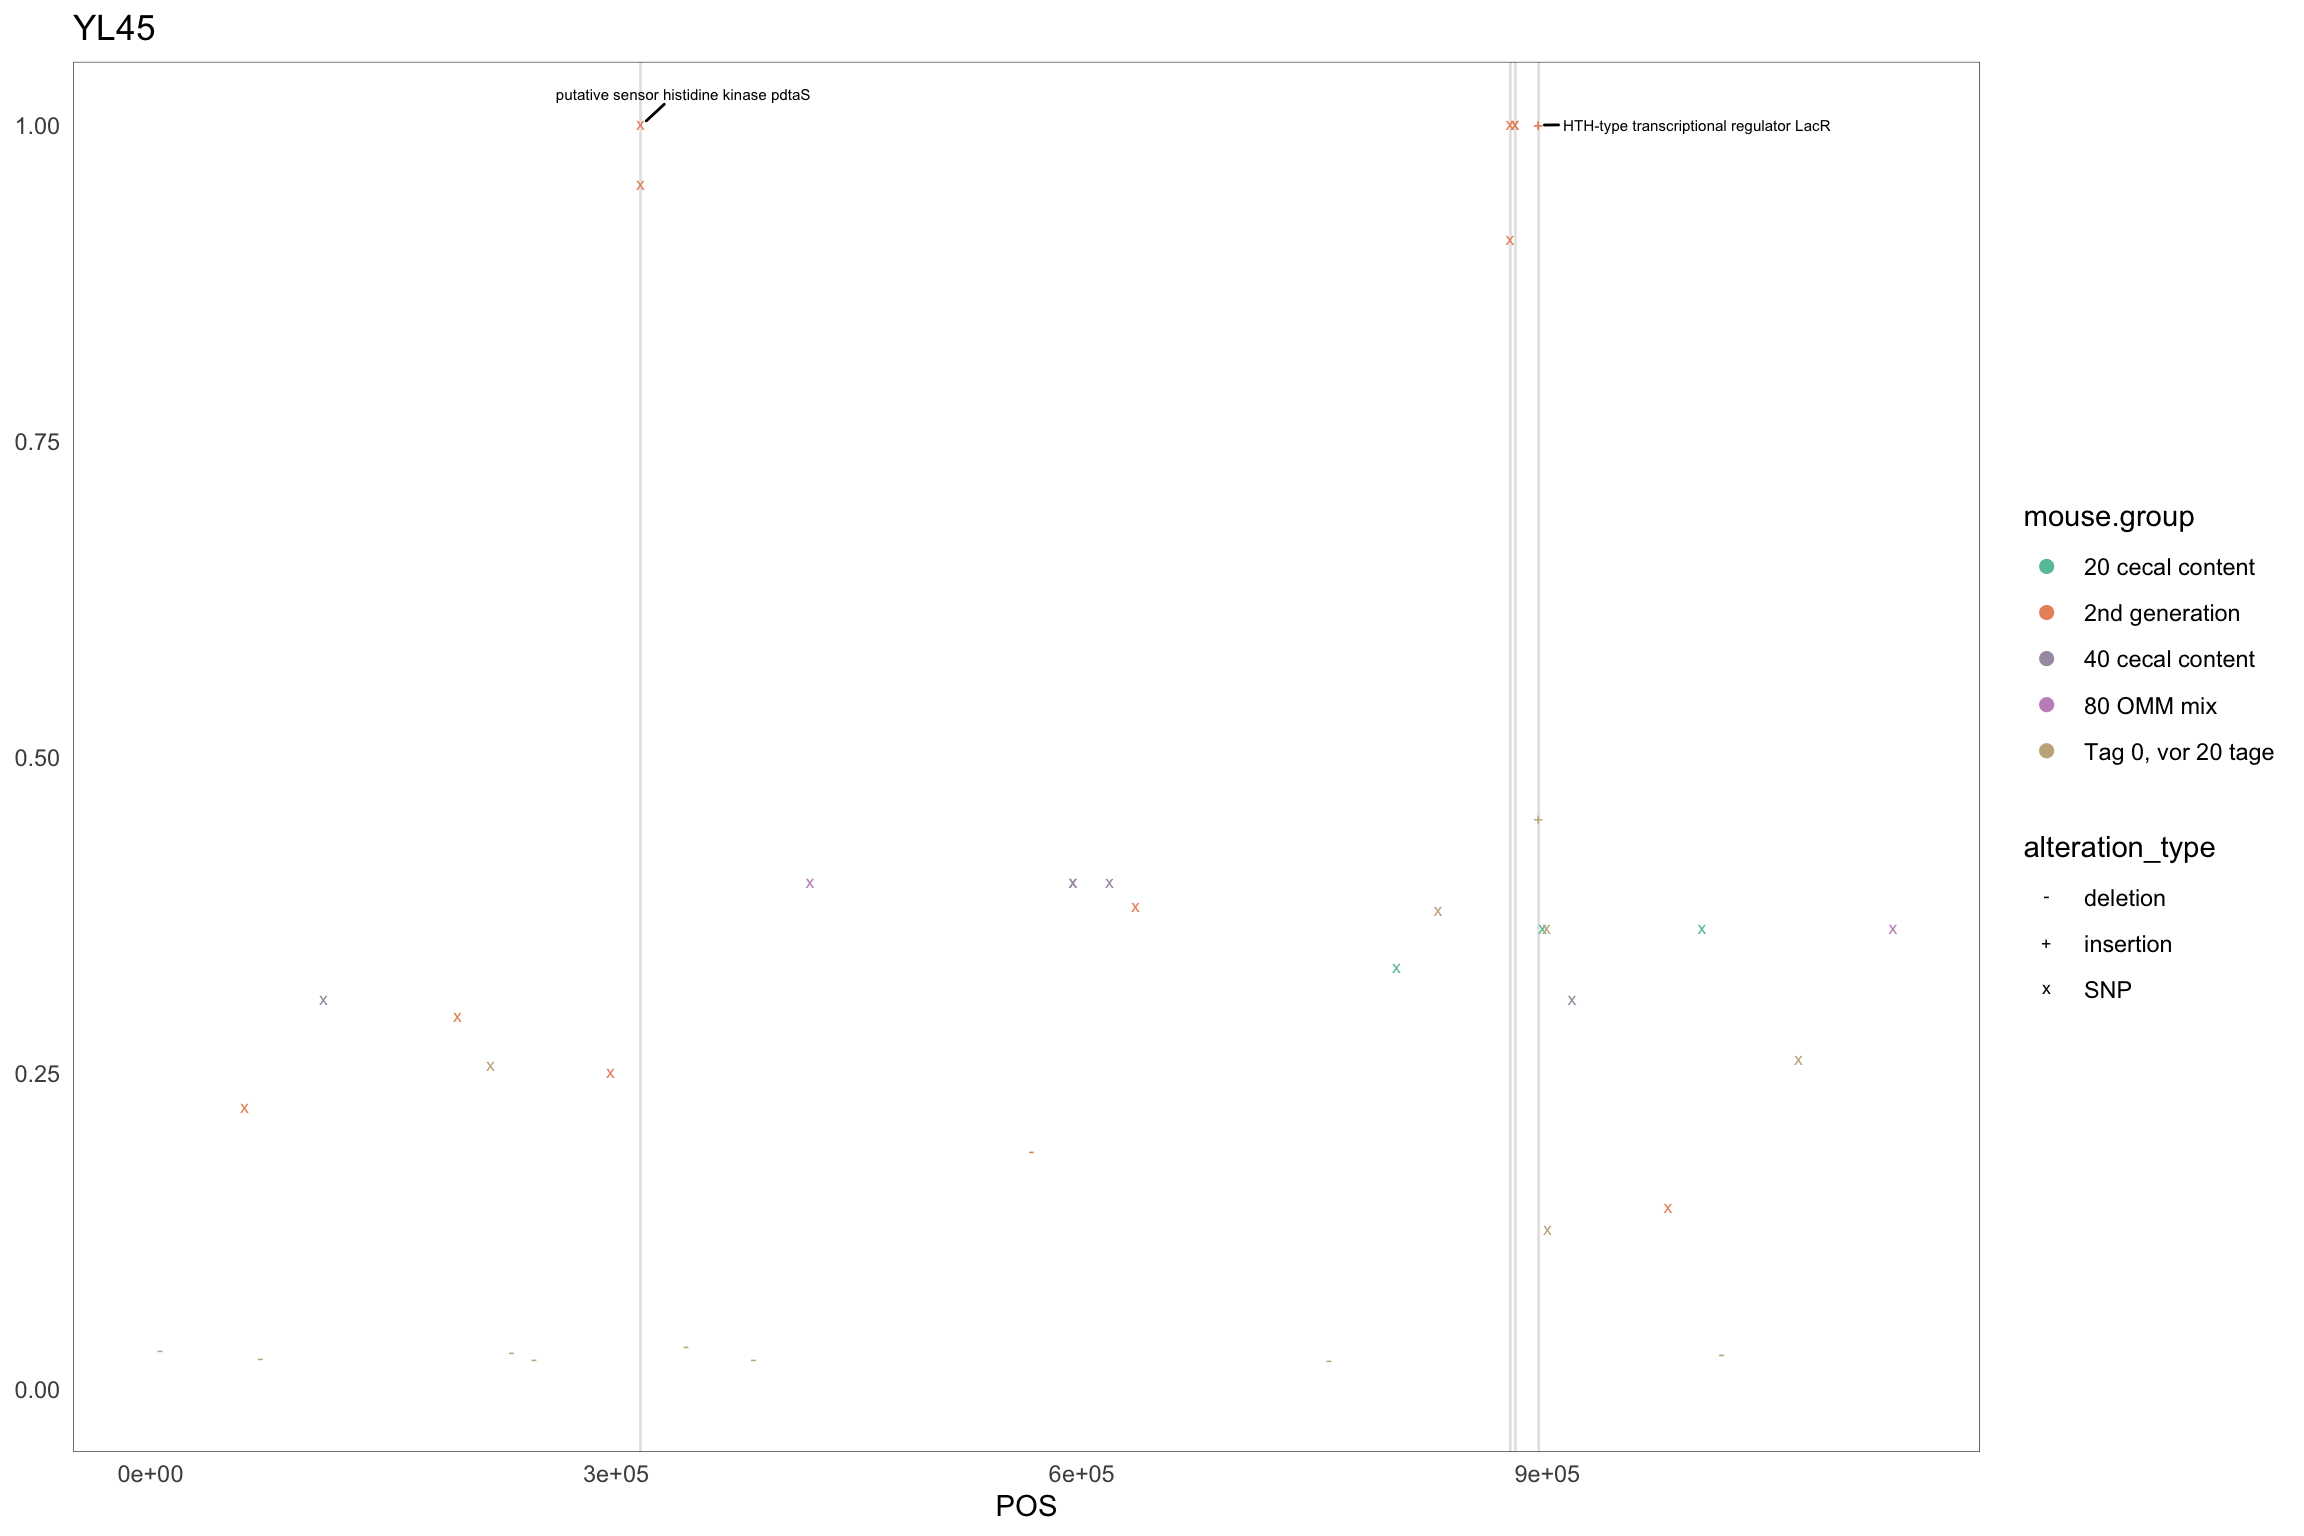 YL45
putative sensor histidine kinase pdtaS
HTH-type transcriptional regulator LacR
1.00
0.75
0.50
0.25
0.00
0e+00
3e+05
6e+05
9e+05
POS
mouse.group
20 cecal content
2nd generation
40 cecal content
80 OMM mix
Tag 0, vor 20 tage
alteration_type
- deletion
+ insertion
x SNP